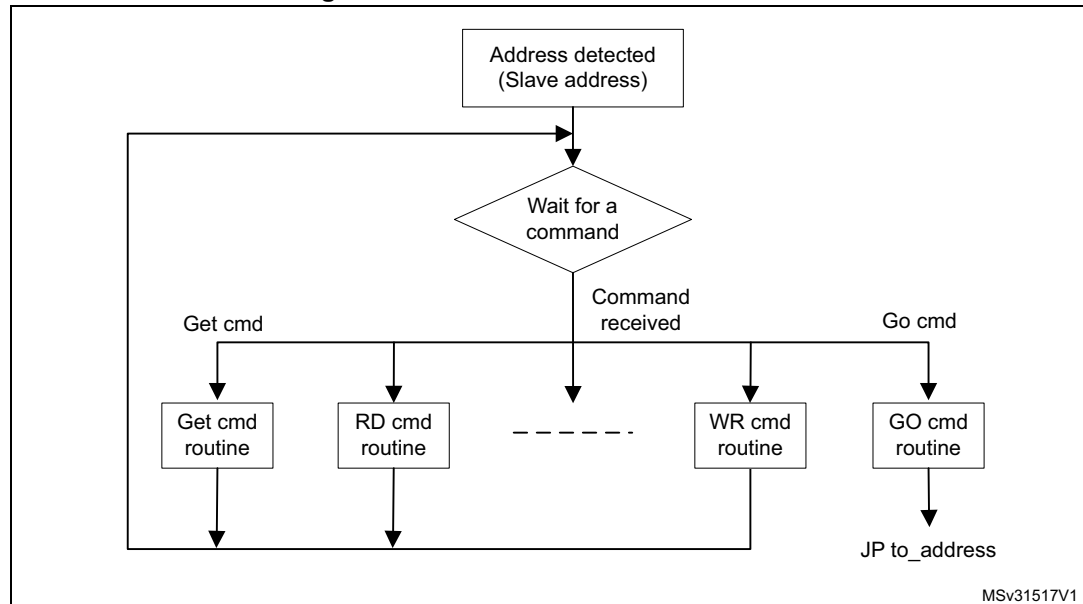 Address detected
(Slave address)
Wait for a
command
Command
received
Get cmd
Go cmd
Get cmd
routine
RD cmd
routine
WR cmd
routine
GO cmd
routine
JP to_address
MSv31517V1